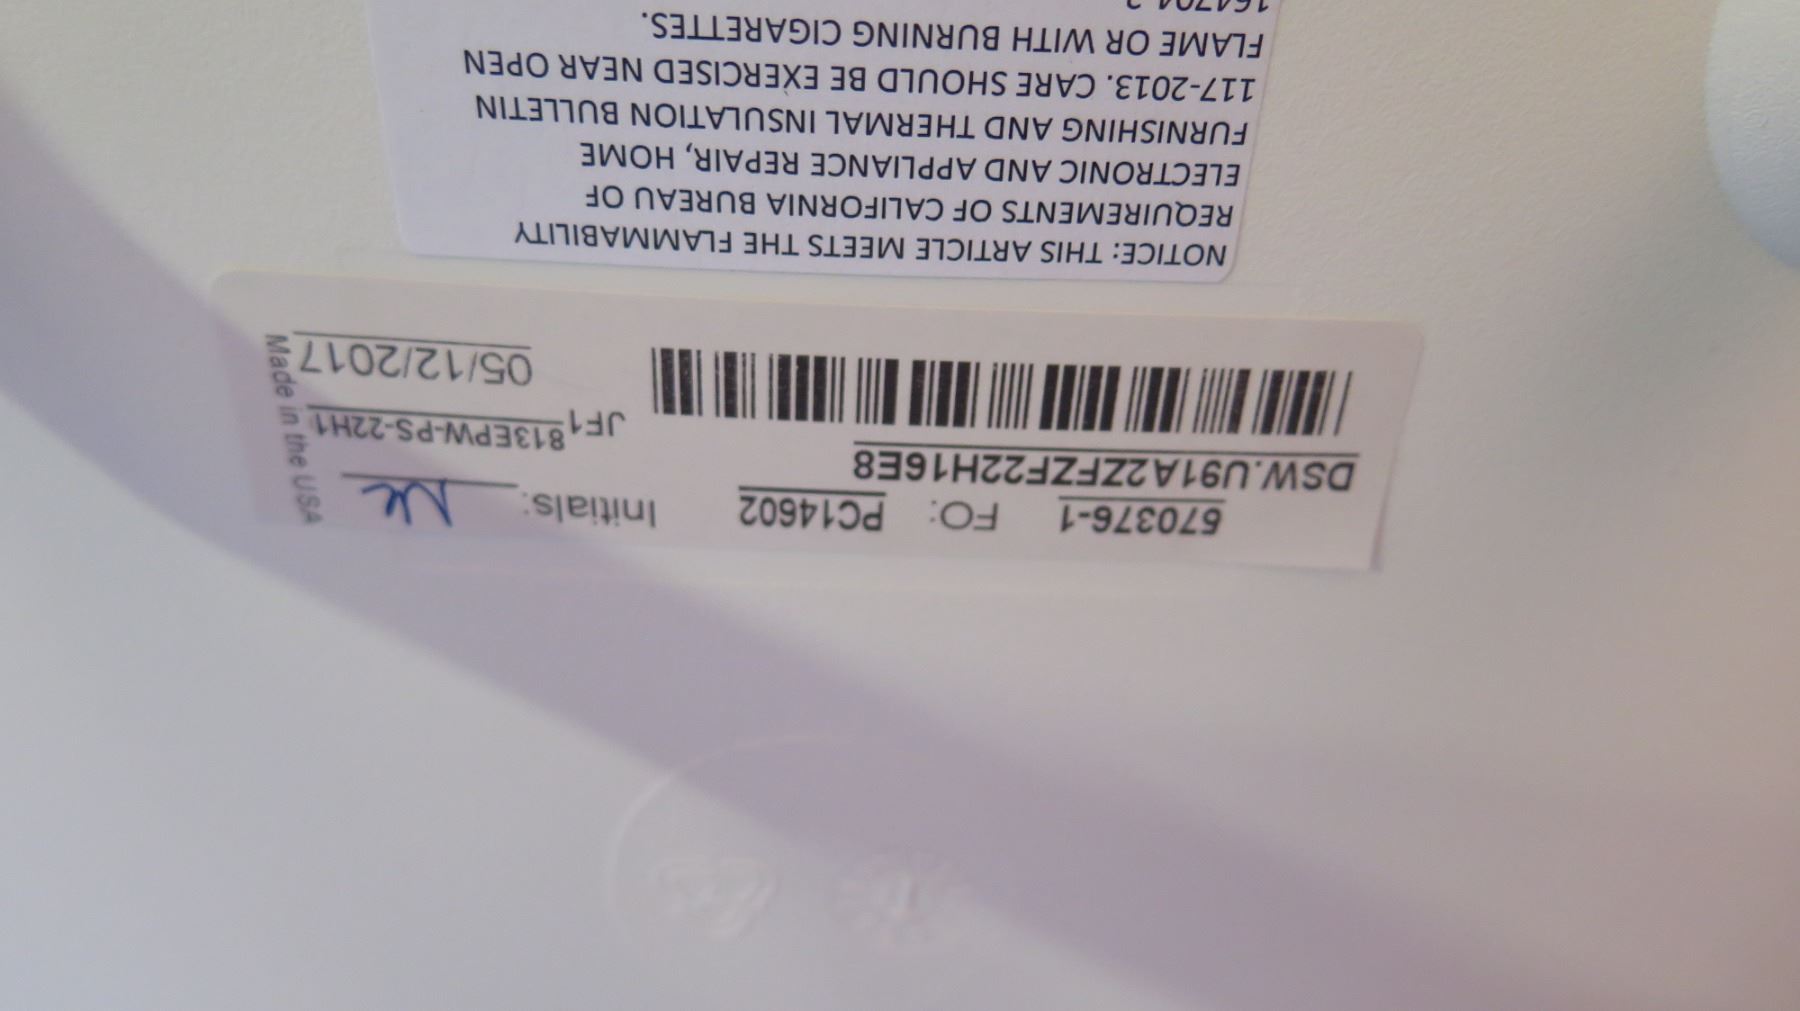 670376-1 FO: PC14602 Initials:
DSW.U91A2ZFZF22H16E8
JF1 813EPW-PS-22H1
05/12/2017
Made in the USA
NOTICE: THIS ARTICLE MEETS THE FLAMMABILITY
REQUIREMENTS OF CALIFORNIA BUREAU OF
ELECTRONIC AND APPLIANCE REPAIR, HOME
FURNISHING AND THERMAL INSULATION BULLETIN
117-2013. CARE SHOULD BE EXERCISED NEAR OPEN
FLAME OR WITH BURNING CIGARETTES.